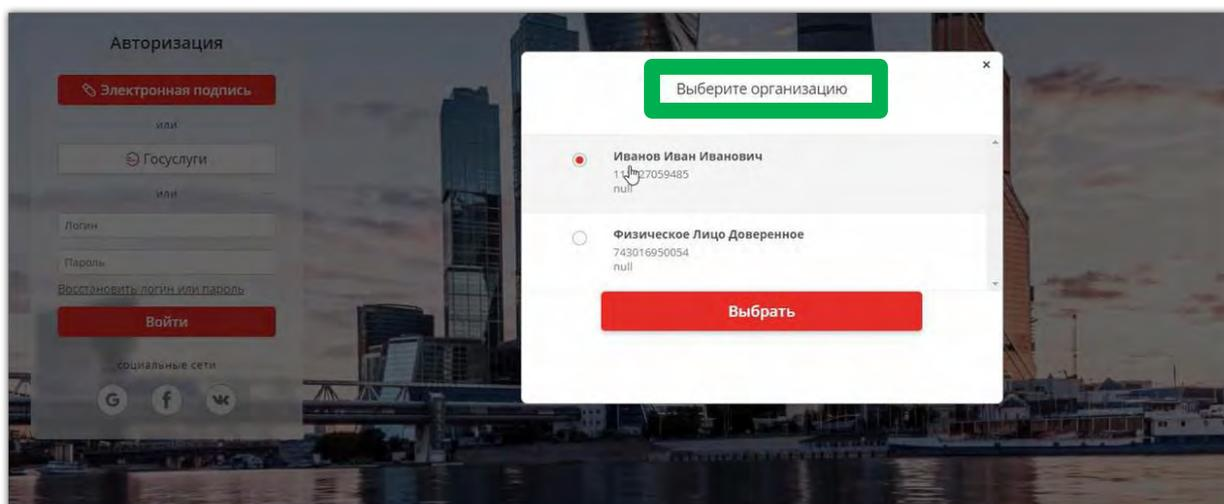 Авторизация
Электронная подпись
или
Госуслуги
или
Логин
Пароль
Восстановить логин или пароль
Войти
социальные сети
G f
Выберите организацию
×
Иванов Иван Иванович
null
Физическое Лицо Доверенное
743016950054
null
Выбрать